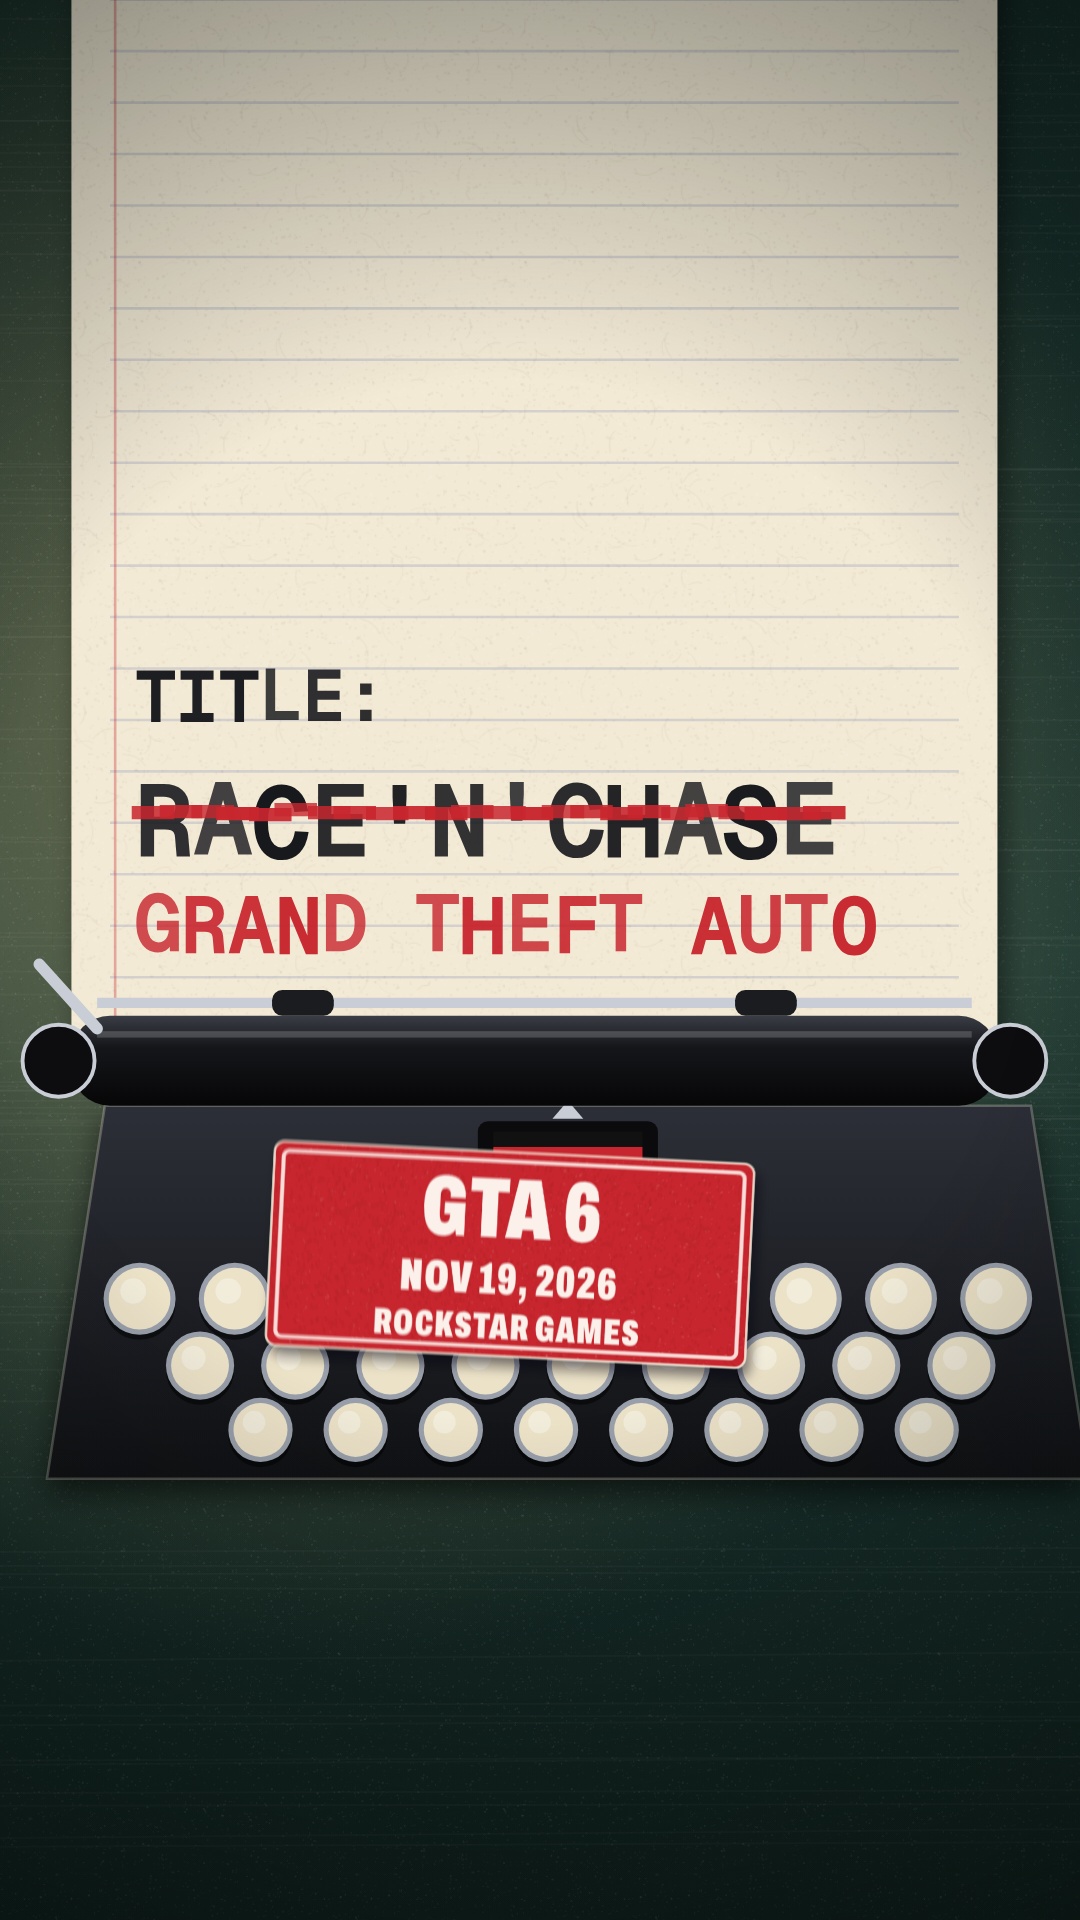 TITLE:
RACE'N'CHASE
GRAND THEFT AUTO
GTA 6
NOV 19, 2026
ROCKSTAR GAMES